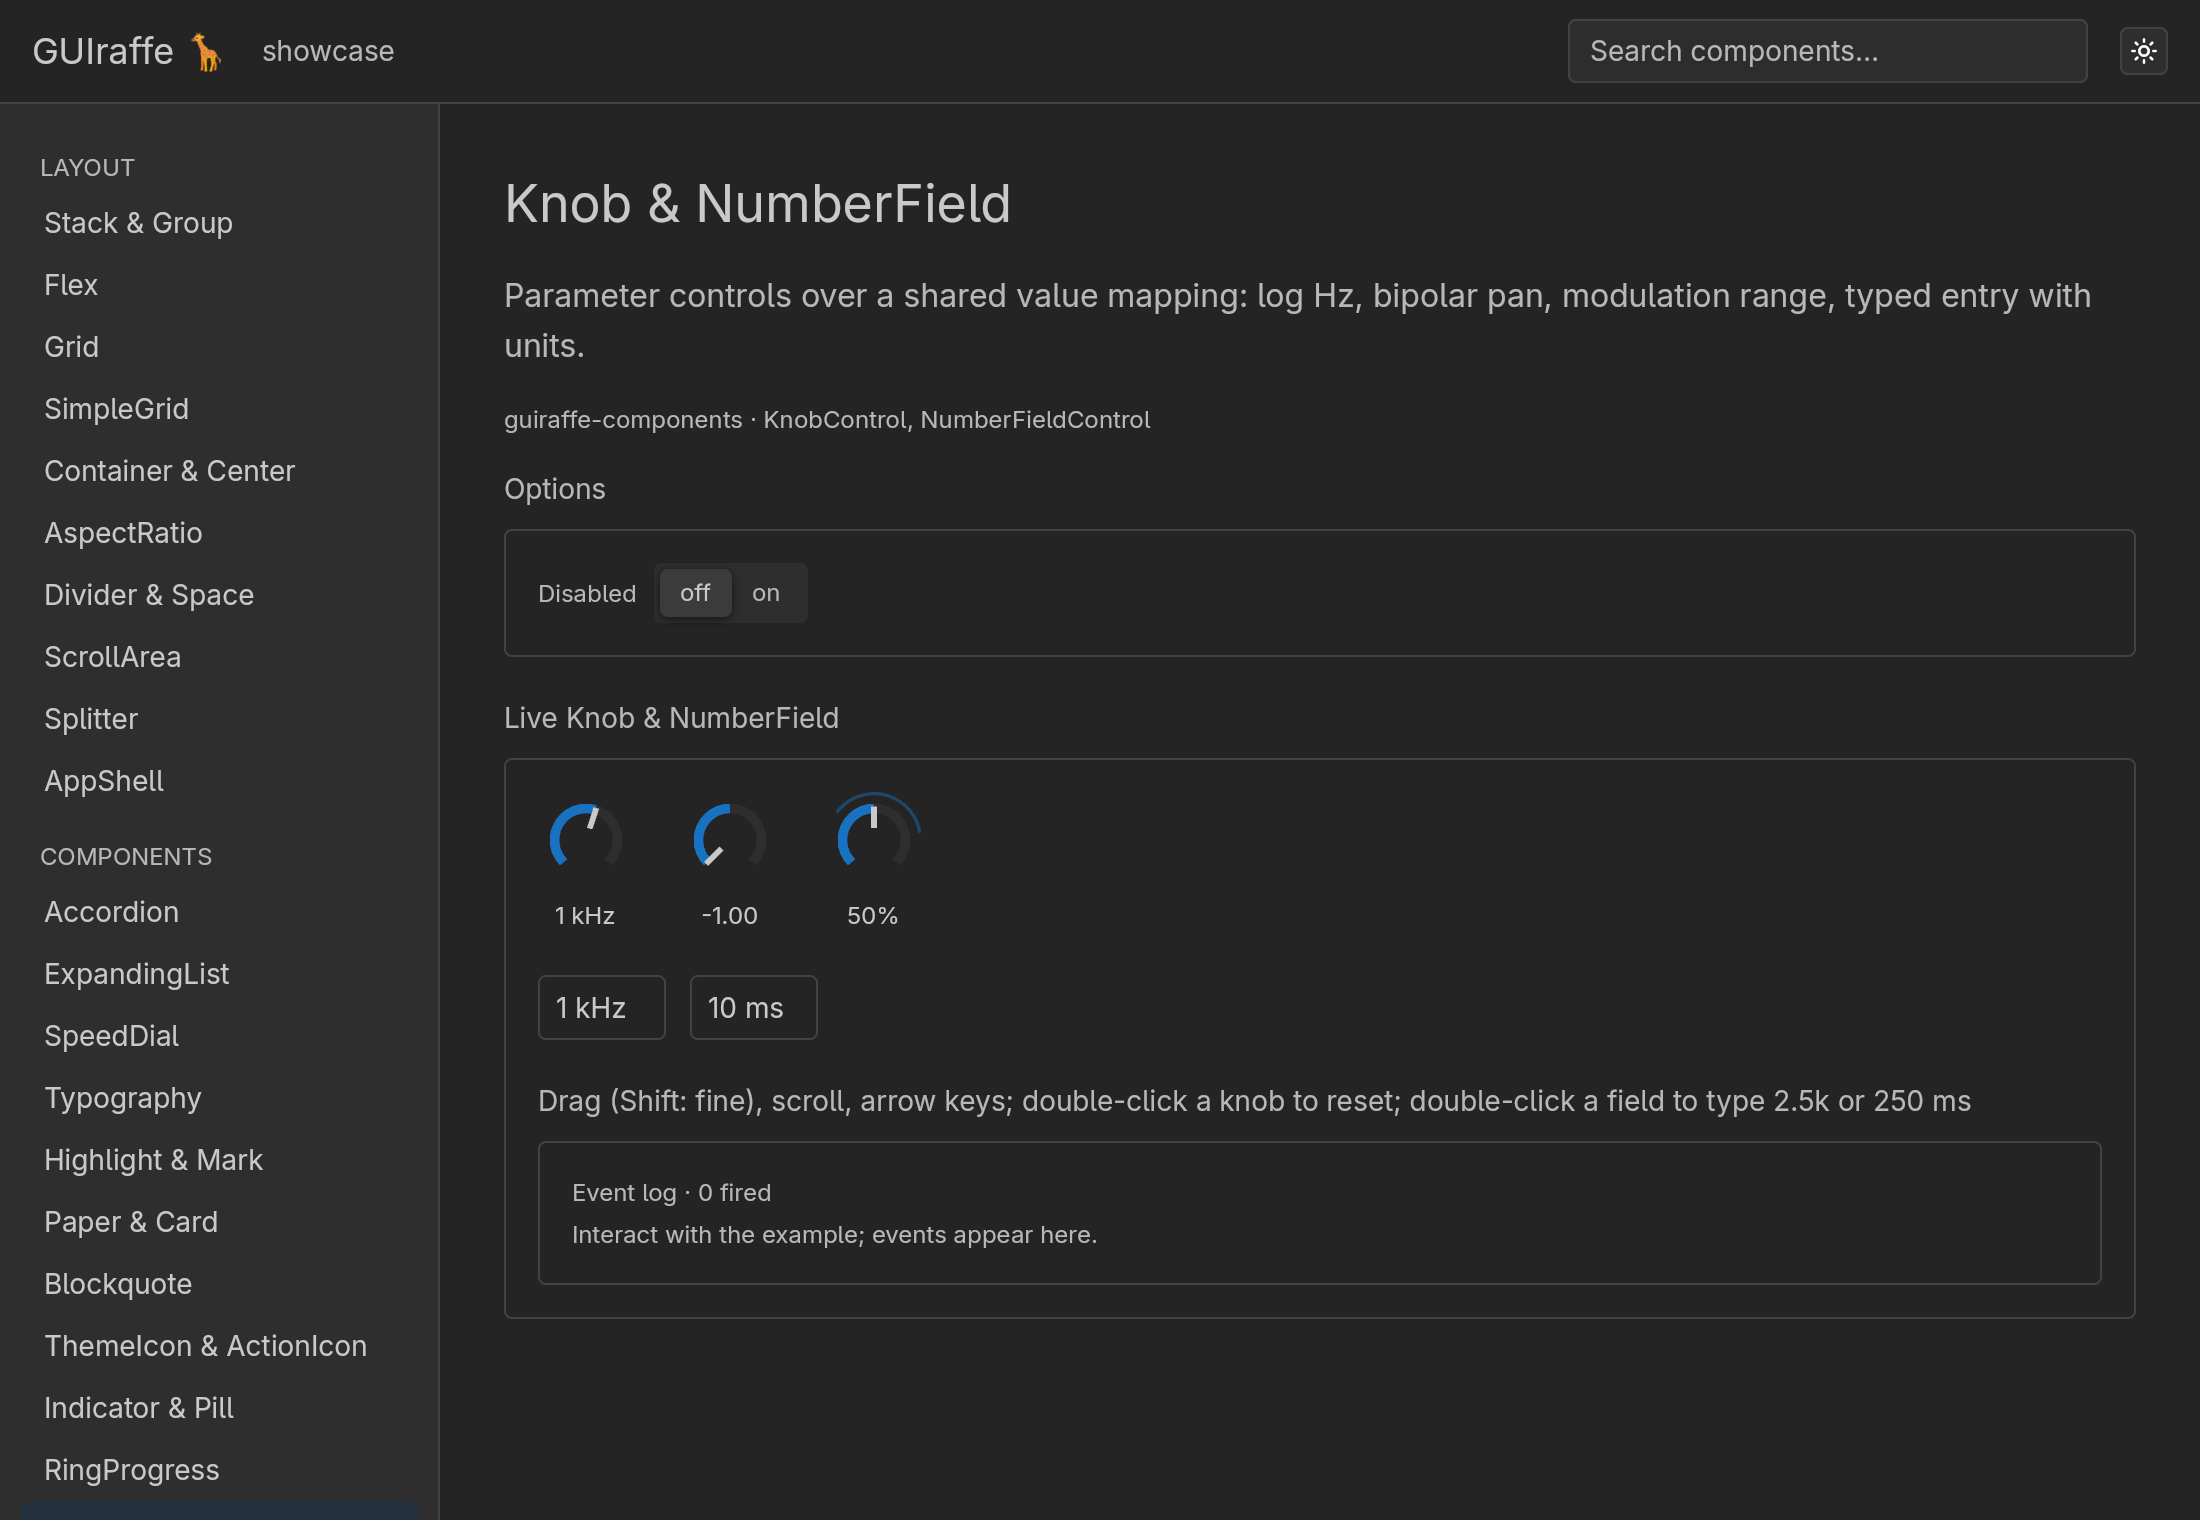 GUIraffe showcase
Search components...
LAYOUT
Stack & Group
Flex
Grid
SimpleGrid
Container & Center
AspectRatio
Divider & Space
ScrollArea
Splitter
AppShell
COMPONENTS
Accordion
ExpandingList
SpeedDial
Typography
Highlight & Mark
Paper & Card
Blockquote
ThemeIcon & ActionIcon
Indicator & Pill
RingProgress
Knob & NumberField
Parameter controls over a shared value mapping: log Hz, bipolar pan, modulation range, typed entry with
units.
guiraffe-components · KnobControl, NumberFieldControl
Options
Disabled off on
Live Knob & NumberField
1 kHz -1.00 50%
1 kHz 10 ms
Drag (Shift: fine), scroll, arrow keys; double-click a knob to reset; double-click a field to type 2.5k or 250 ms
Event log · 0 fired
Interact with the example; events appear here.